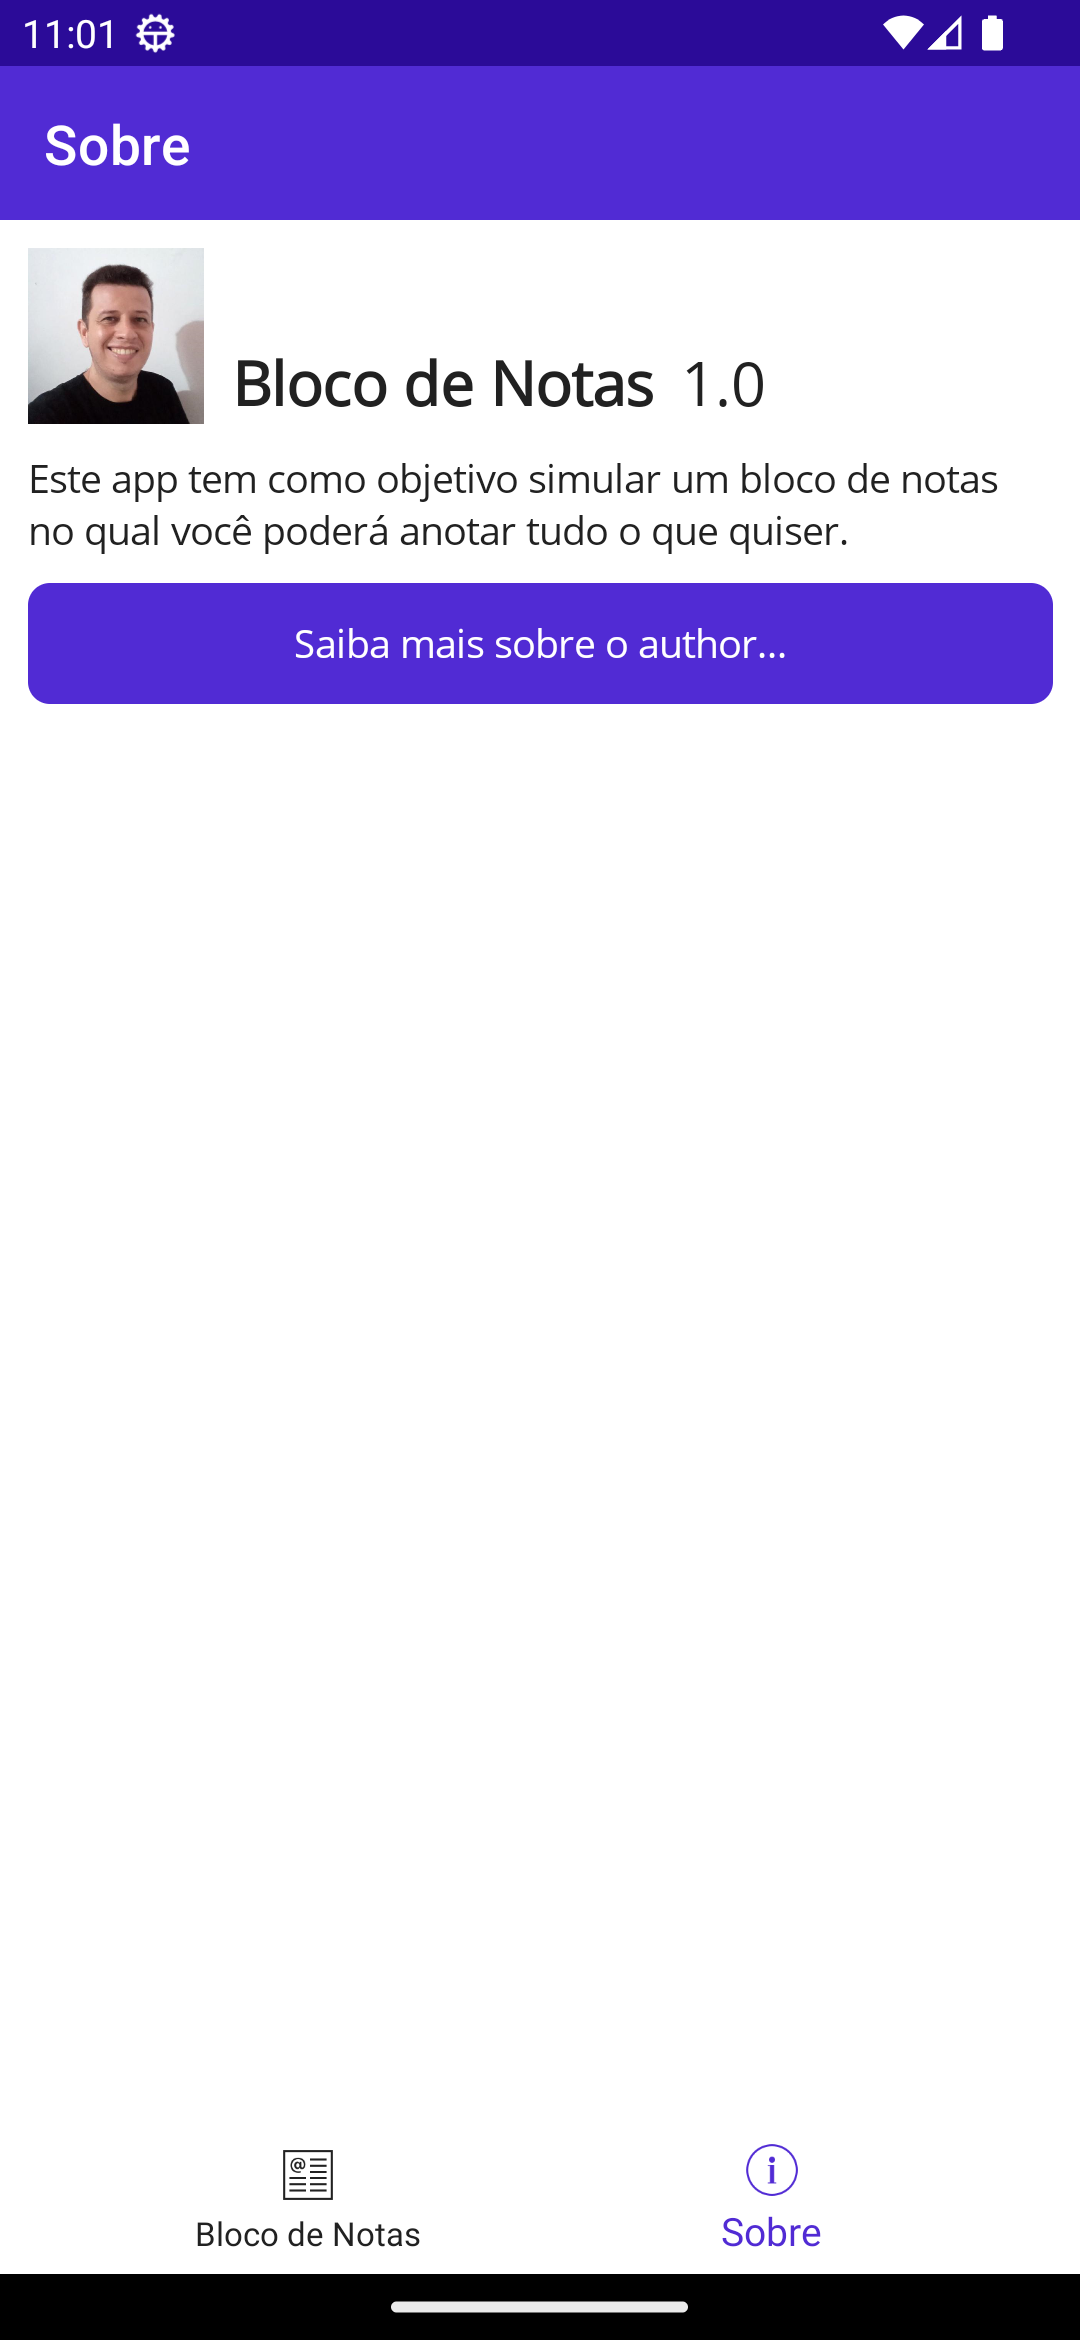 11:01
Sobre
Bloco de Notas 1.0
Este app tem como objetivo simular um bloco de notas
no qual você poderá anotar tudo o que quiser.
Saiba mais sobre o author...
Bloco de Notas
Sobre